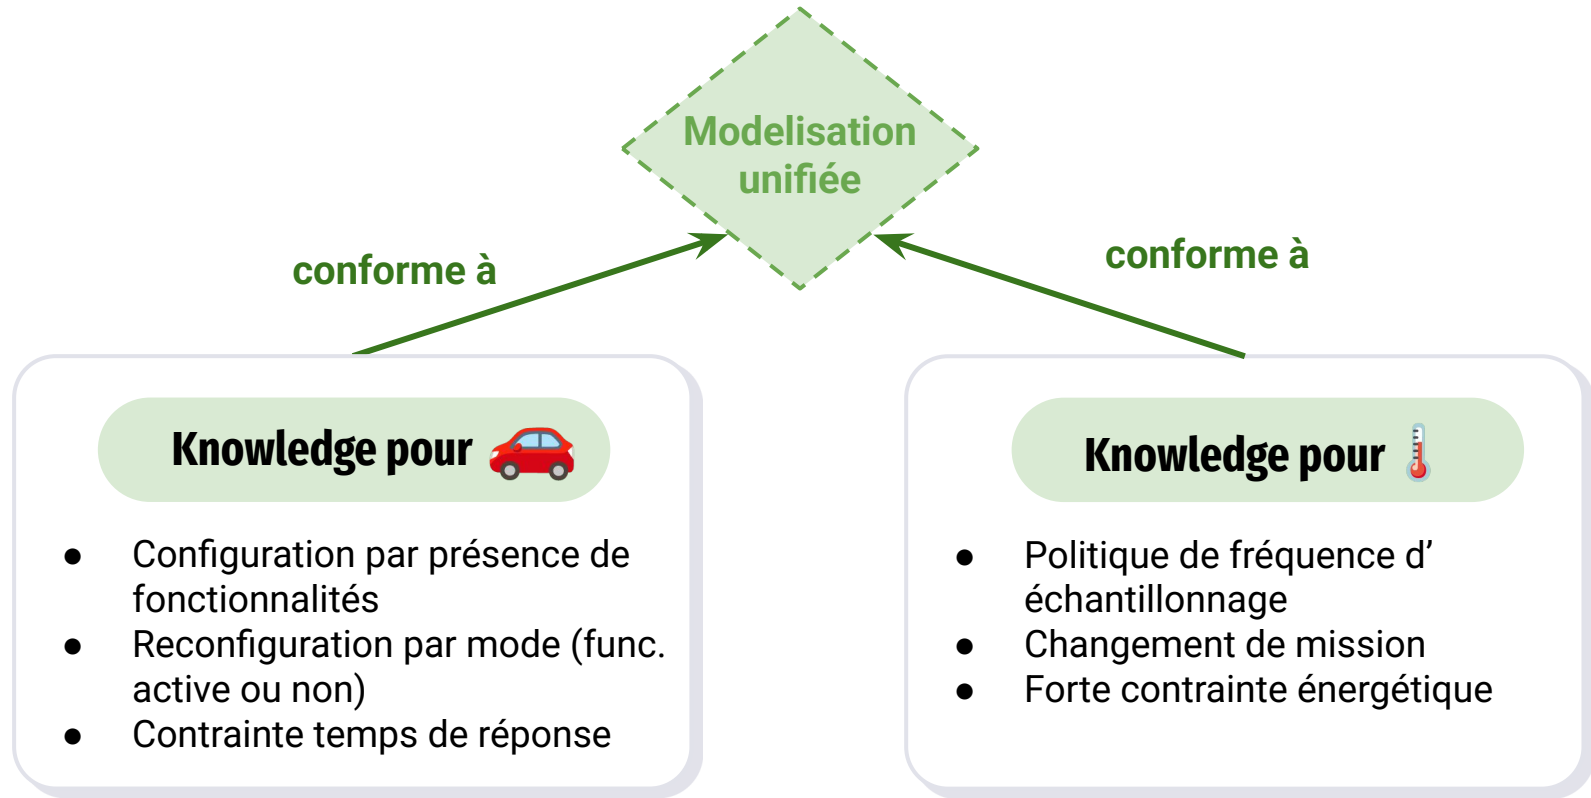 Modelisation
unifiée
conforme à
conforme à
Knowledge pour
● Configuration par présence de
fonctionnalités
● Reconfiguration par mode (func.
active ou non)
● Contrainte temps de réponse
Knowledge pour
● Politique de fréquence d’
échantillonnage
● Changement de mission
● Forte contrainte énergétique